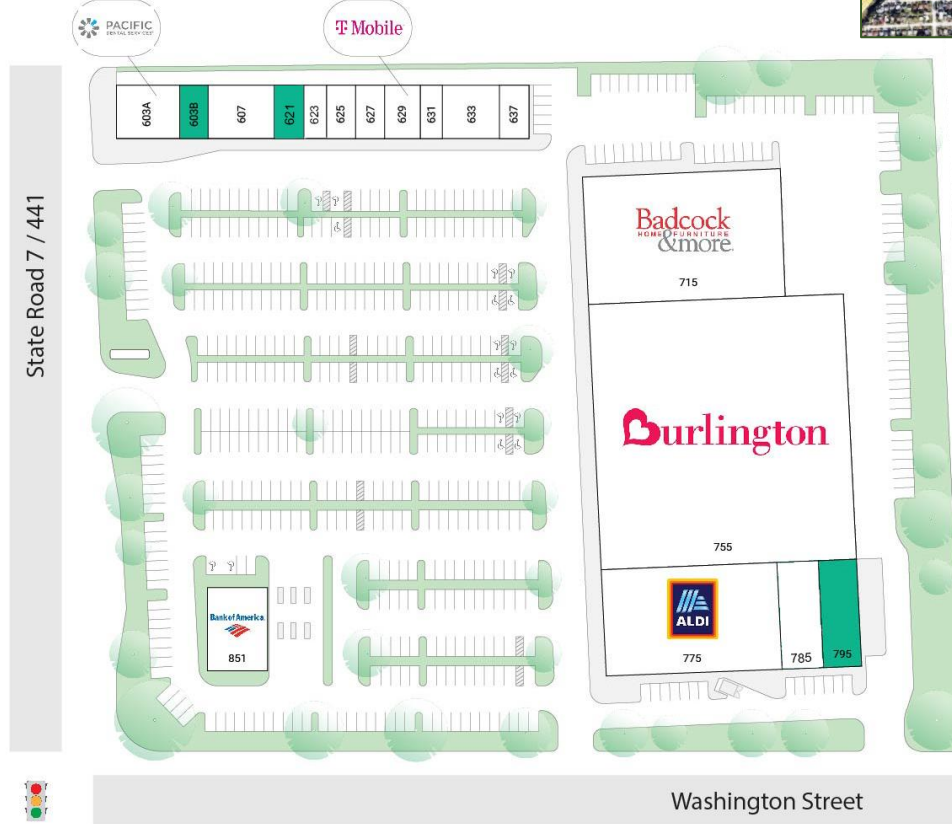 PACIFIC
DENTAL SERVICES
T Mobile
603A
603B
607
621
623
625
627
629
631
633
637
State Road 7 / 441
Badcock
HOME FURNITURE
&more
715
Burlington
755
Bank of America
851
ALDI
775
785
795
Washington Street